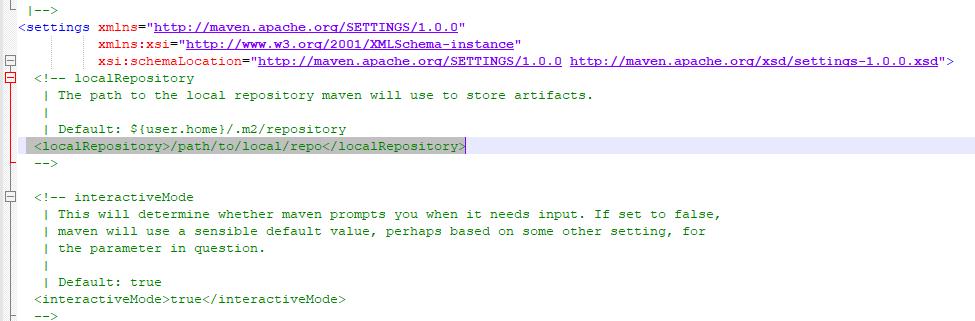 |-->
<settings xmlns="http://maven.apache.org/SETTINGS/1.0.0"
xmlns:xsi="http://www.w3.org/2001/XMLSchema-instance"
xsi:schemaLocation="http://maven.apache.org/SETTINGS/1.0.0 http://maven.apache.org/xsd/settings-1.0.0.xsd">
<!-- localRepository
| The path to the local repository maven will use to store artifacts.
|
| Default: ${user.home}/.m2/repository
<localRepository>/path/to/local/repo</localRepository>
-->
<!-- interactiveMode
| This will determine whether maven prompts you when it needs input. If set to false,
| maven will use a sensible default value, perhaps based on some other setting, for
| the parameter in question.
|
| Default: true
<interactiveMode>true</interactiveMode>
-->